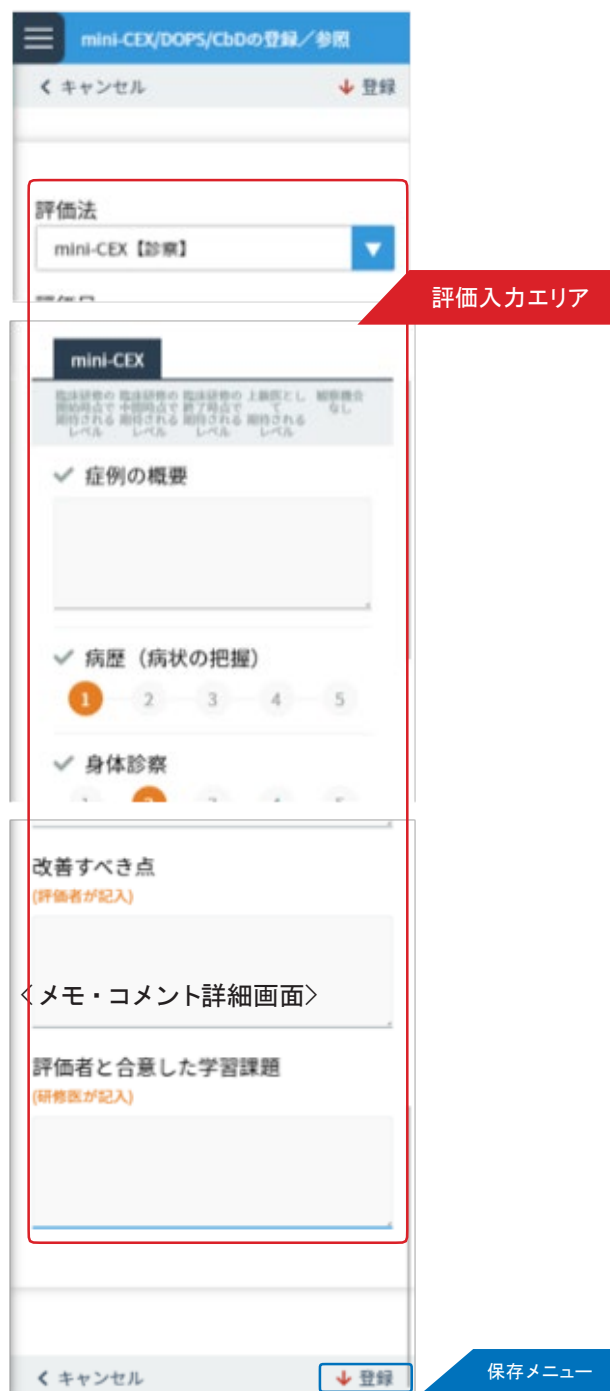 mini-CEX/DOPS/CbDの登録／参照
キャンセル
登録
評価法
mini-CEX【診察】
評価入力エリア
mini-CEX
臨床研修の開始時点で期待されるレベル
臨床研修の中間時点で期待されるレベル
臨床研修の終了時点で期待されるレベル
上級医として期待されるレベル
観察機会なし
症例の概要
病歴（病状の把握）
1 2 3 4 5
身体診察
改善すべき点
(評価者が記入)
〈メモ・コメント詳細画面〉
評価者と合意した学習課題
(研修医が記入)
キャンセル
登録
保存メニュー